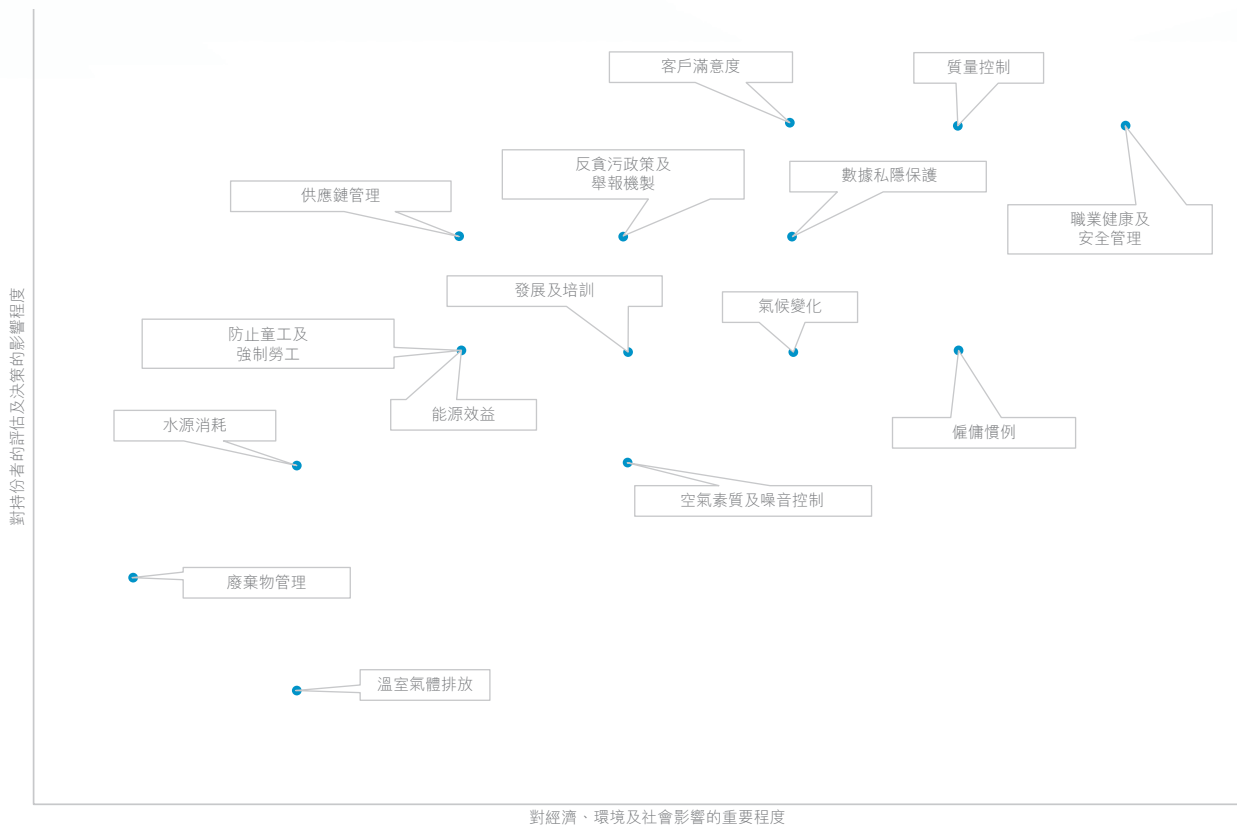 客戶滿意度
質量控制
反貪污政策及
舉報機製
數據私隱保護
供應鏈管理
職業健康及
安全管理
發展及培訓
氣候變化
防止童工及
強制勞工
能源效益
水源消耗
僱傭慣例
空氣素質及噪音控制
廢棄物管理
溫室氣體排放
對持份者的評估及決策的影響程度
對經濟、環境及社會影響的重要程度